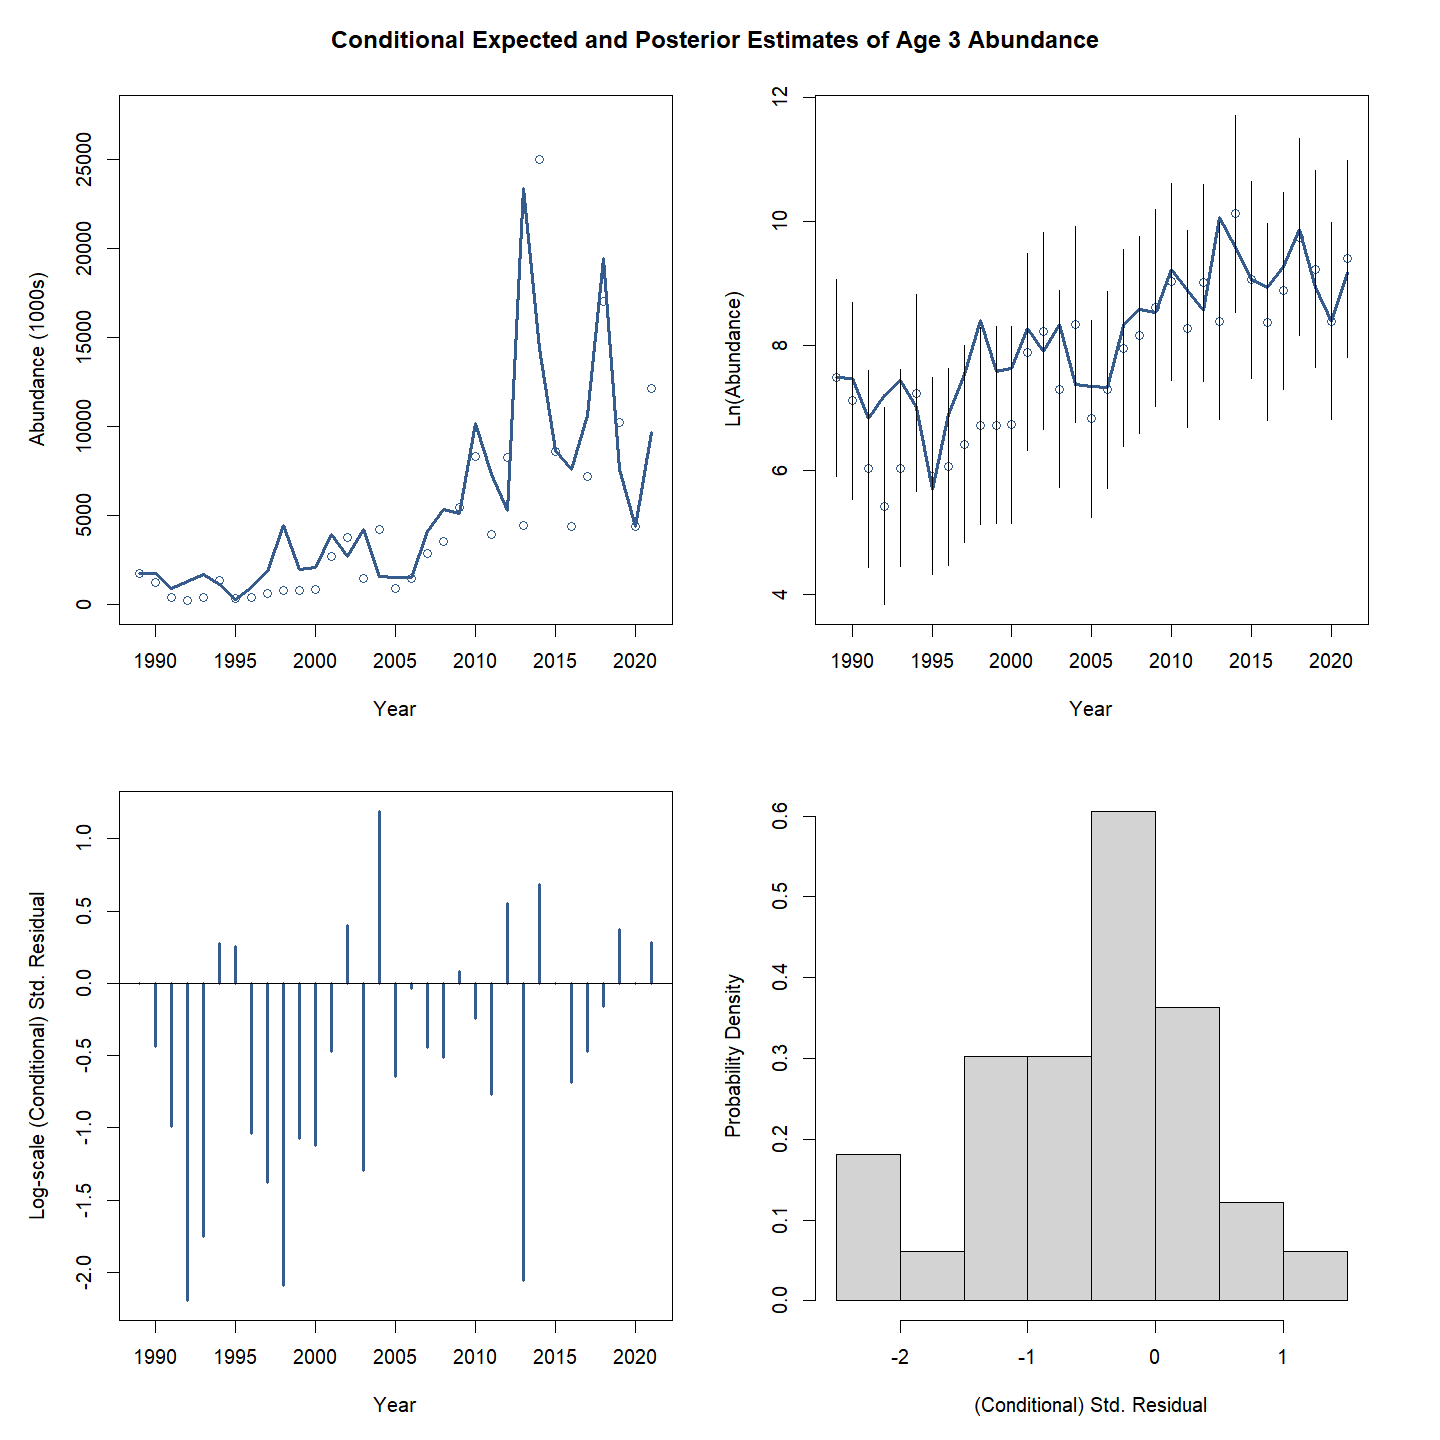 Conditional Expected and Posterior Estimates of Age 3 Abundance
Abundance (1000s)
25000
20000
15000
10000
5000
0
1990 1995 2000 2005 2010 2015 2020
Year
Ln(Abundance)
12
10
8
6
4
1990 1995 2000 2005 2010 2015 2020
Year
Log-scale (Conditional) Std. Residual
1.0
0.5
0.0
-0.5
-1.0
-1.5
-2.0
1990 1995 2000 2005 2010 2015 2020
Year
Probability Density
0.6
0.5
0.4
0.3
0.2
0.1
0.0
-2 -1 0 1
(Conditional) Std. Residual